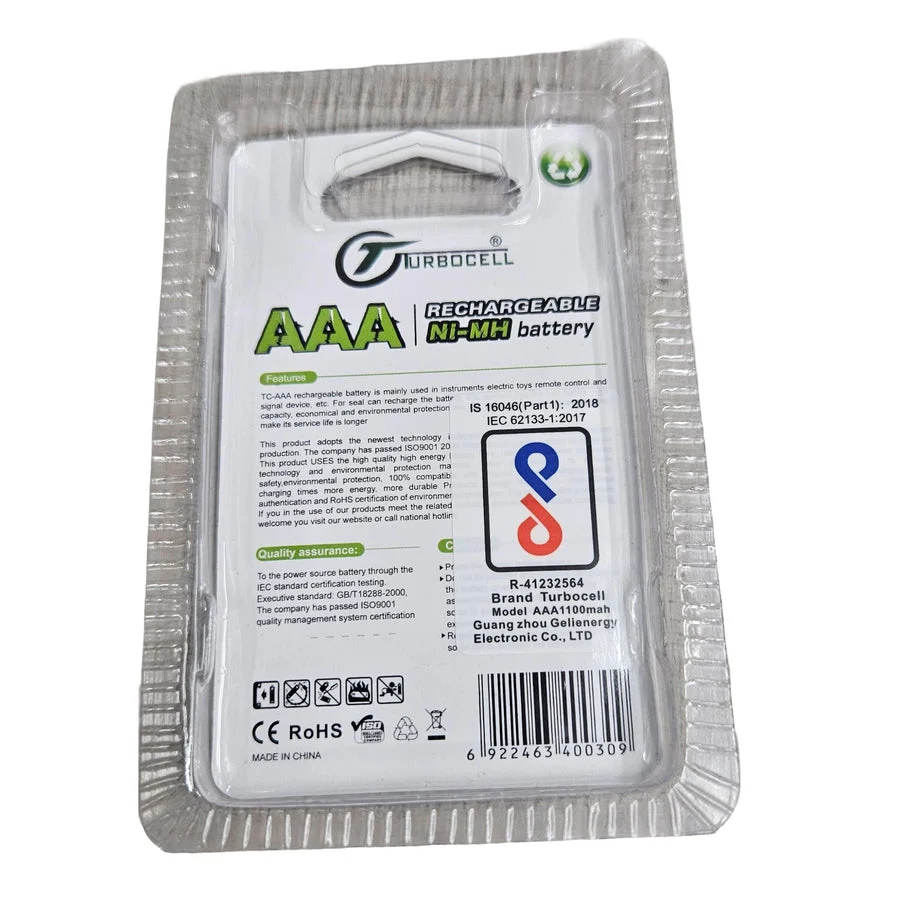 TURBOCELL ®
AAA
RECHARGEABLE
Ni-MH battery
Features
TC-AAA rechargeable battery is mainly used in instruments electric toys remote control and
signal device, etc. For seal can recharge the
capacity, economical and environmental protection
make its service life is longer
This product adopts the newest technology
production. The company has passed ISO9001
This product USES the high quality high energy
technology and environmental protection
safety,environmental protection, 100%
charging times more energy, more durable
authentication and RoHS certification of
If you in the use of our products meet the related
welcome you visit our website or call national
IS 16046(Part1): 2018
IEC 62133-1:2017
R-41232564
Brand Turbocell
Model AAA1100mah
Guang zhou Gelienergy
Electronic Co., LTD
Quality assurance:
To the power source battery through the
IEC standard certification testing.
Executive standard: GB/T18288-2000,
The company has passed ISO9001
quality management system certification
CE RoHS ISO
MADE IN CHINA
6 922463 400309